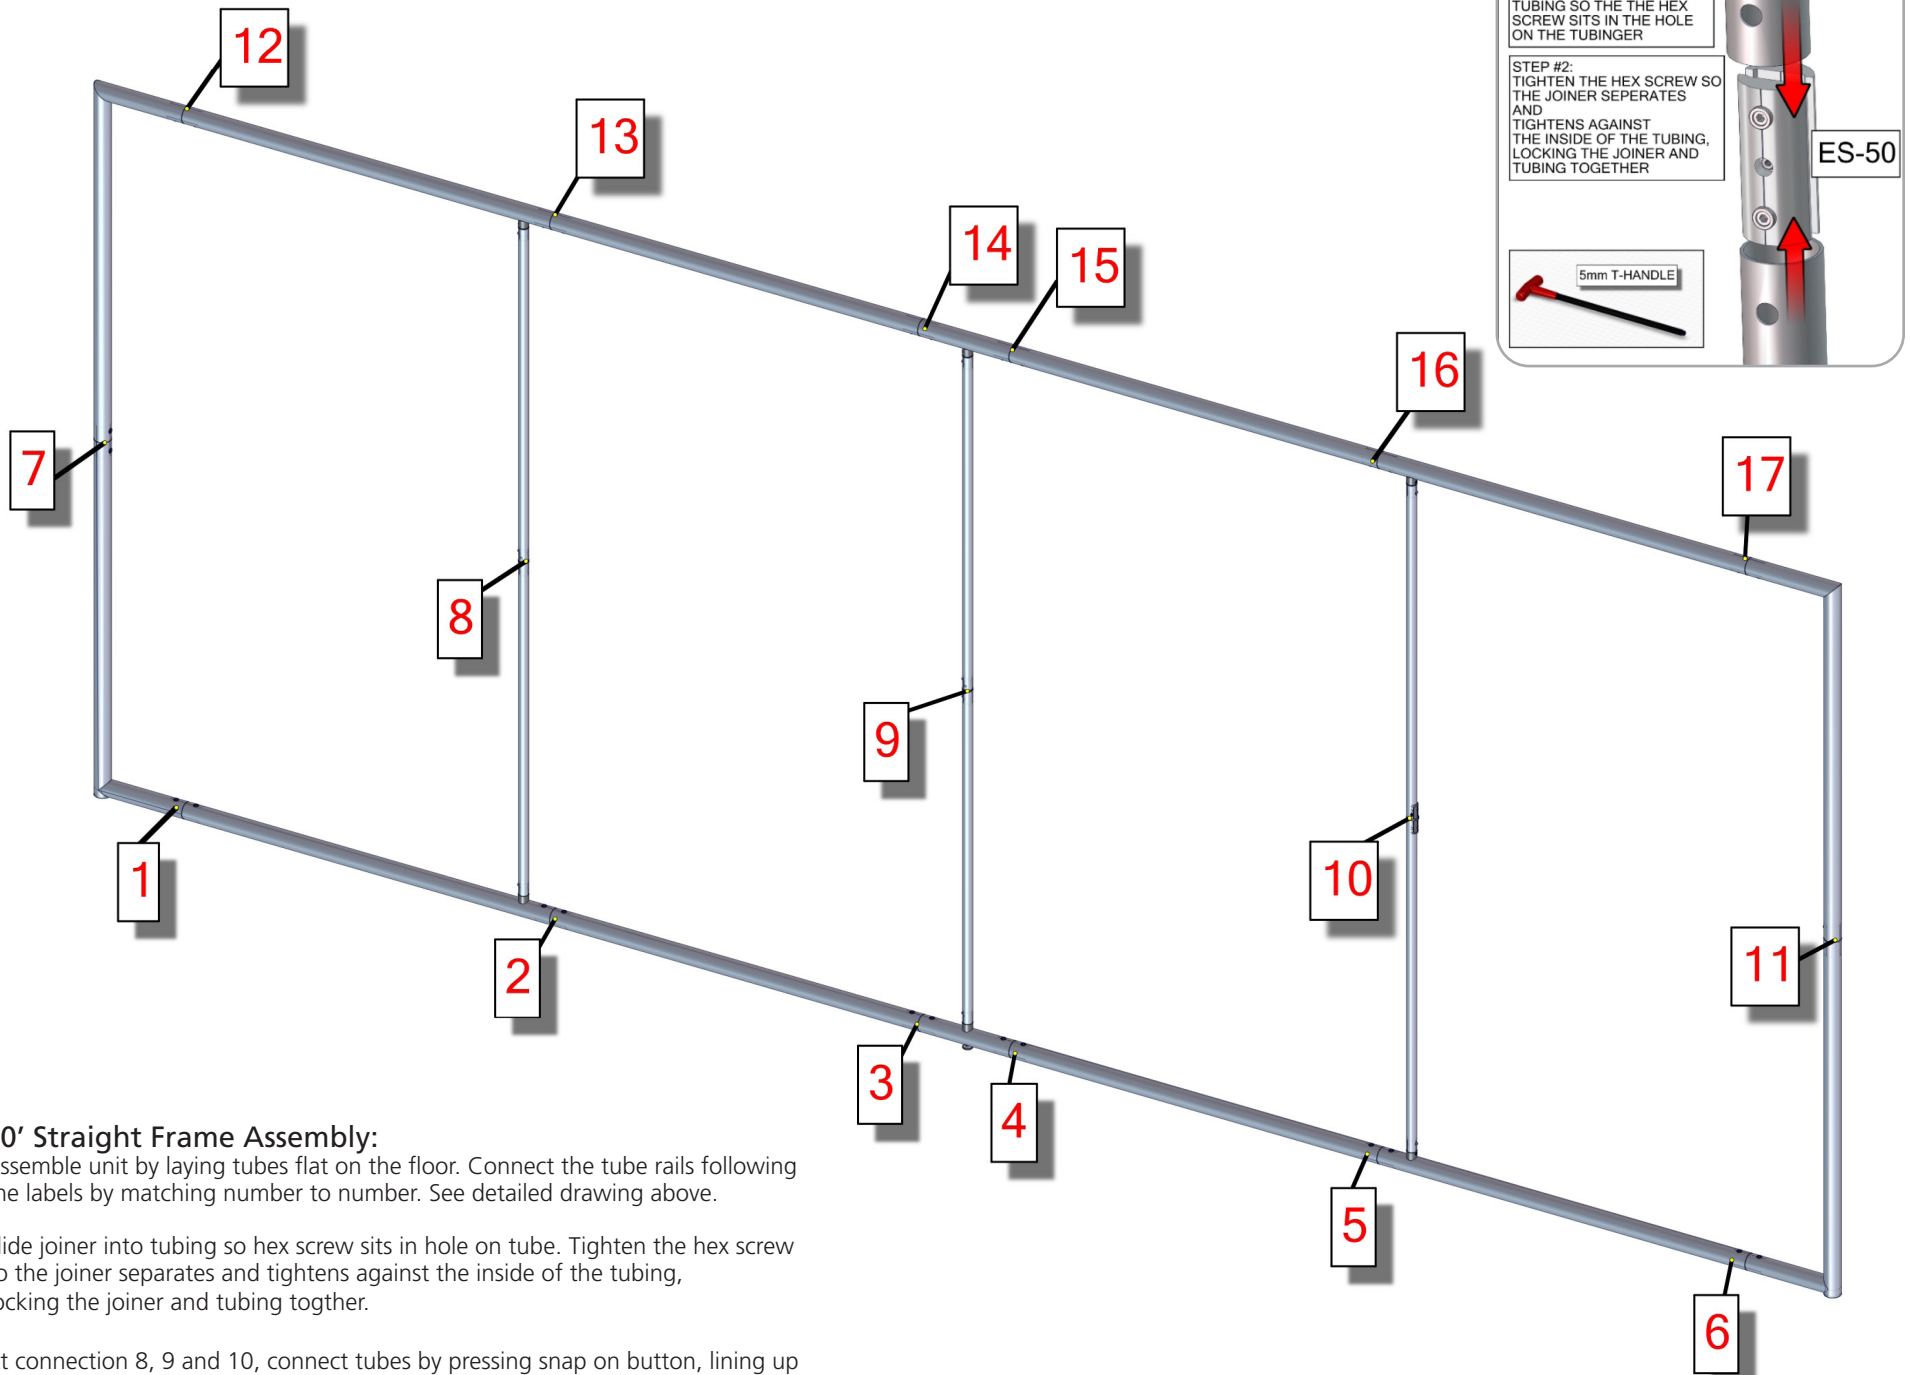 12
13
14
15
16
17
7
8
9
10
11
1
2
3
4
5
6
TUBING SO THE THE HEX
SCREW SITS IN THE HOLE
ON THE TUBINGER
STEP #2:
TIGHTEN THE HEX SCREW SO
THE JOINER SEPERATES
AND
TIGHTENS AGAINST
THE INSIDE OF THE TUBING,
LOCKING THE JOINER AND
TUBING TOGETHER
ES-50
5mm T-HANDLE
0’ Straight Frame Assembly:
ssemble unit by laying tubes flat on the floor. Connect the tube rails following
he labels by matching number to number. See detailed drawing above.
lide joiner into tubing so hex screw sits in hole on tube. Tighten the hex screw
o the joiner separates and tightens against the inside of the tubing,
ocking the joiner and tubing togther.
t connection 8, 9 and 10, connect tubes by pressing snap on button, lining up